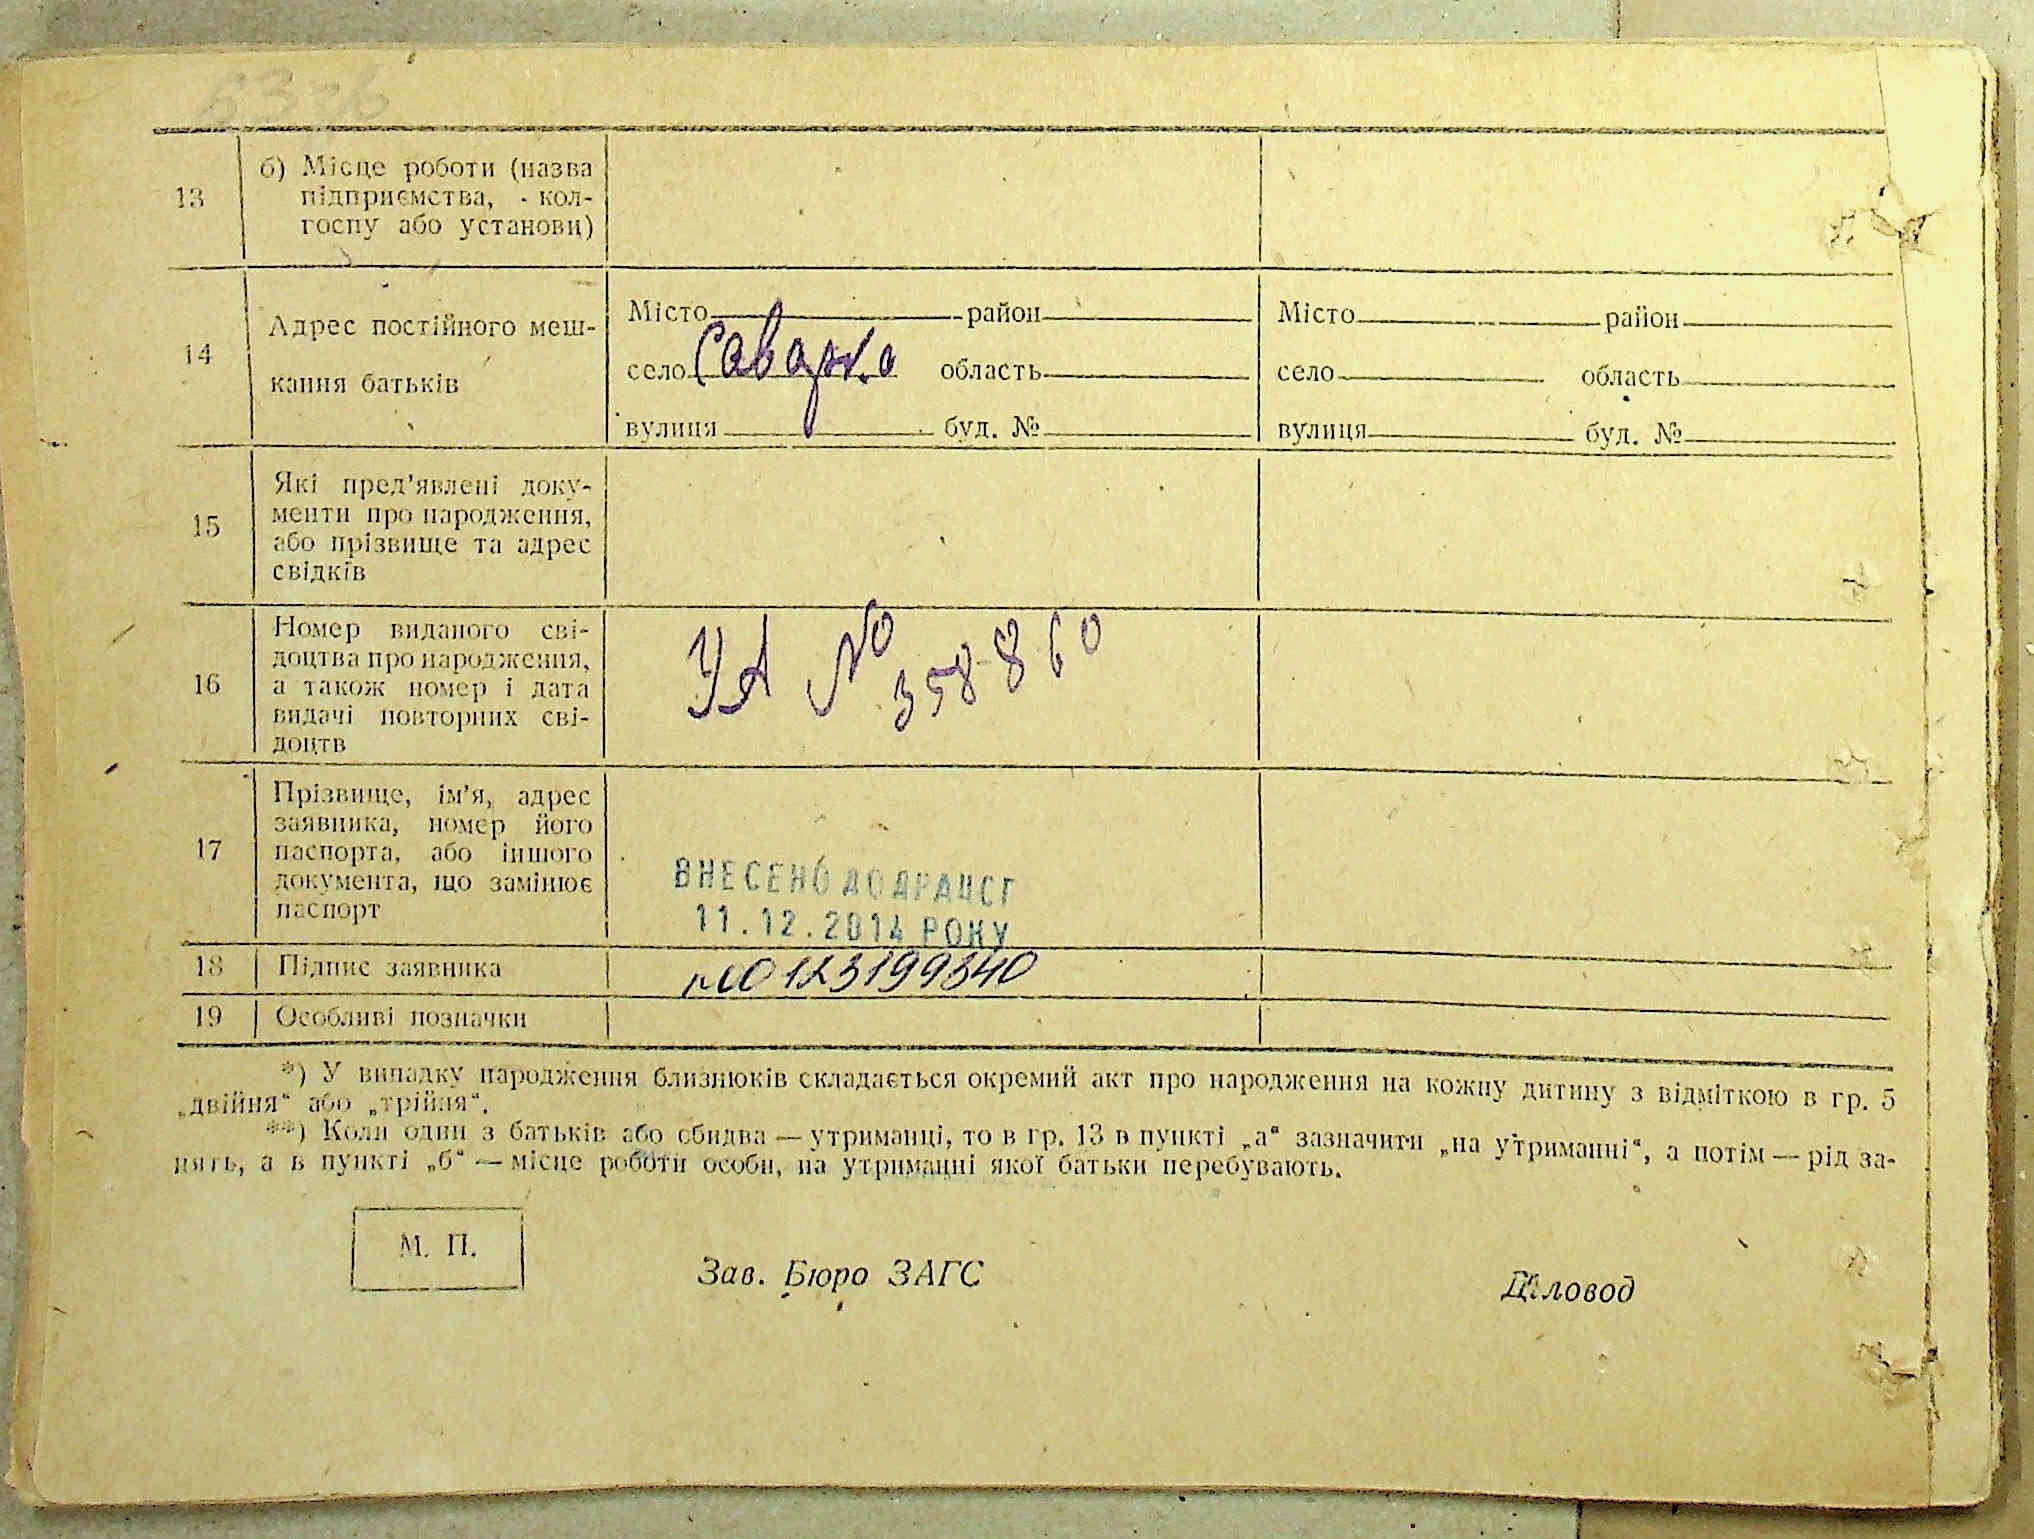 13
б) Місце роботи (назва
підприємства, кол-
госпу або установи)
14
Адрес постійного меш-
кання батьків
Місто район
село Саварка область
вулиця буд. №
Місто район
село область
вулиця буд. №
15
Які пред’явлені доку-
менти про народження,
або прізвище та адрес
свідків
16
Номер виданого сві-
доцтва про народження,
а також номер і дата
видачі повторних сві-
доцтв
УА № 358860
17
Прізвище, ім’я, адрес
заявника, номер його
паспорта, або іншого
документа, що замінює
паспорт
ВНЕСЕНО ДО ДРАЦСГ
11.12.2014 РОКУ
18
Підпис заявника
00123199340
19
Особливі позначки
*) У випадку народження близнюків складається окремий акт про народження на кожну дитину з відміткою в гр. 5
„двійня“ або „трійня“.
**) Коли один з батьків або обидва — утриманці, то в гр. 13 в пункті „а“ зазначити „на утриманні“, а потім — рід за-
нять, а в пункті „б“ — місце роботи особи, на утриманні якої батьки перебувають.
М. П.
Зав. Бюро ЗАГС
Діловод